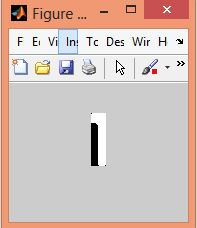 Figure ...
F Ec Vi Ins Tc Des Wir H